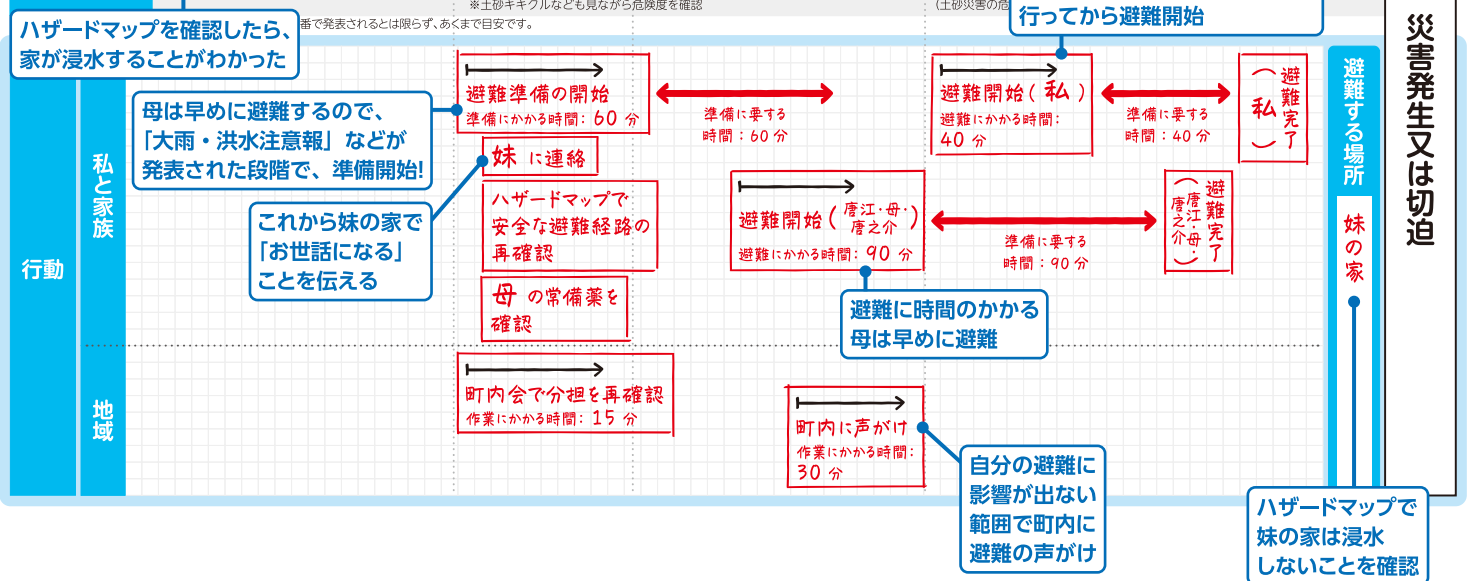 ※土砂キキクルなども見ながら危険度を確認
（土砂災害の危
番で発表されるとは限らず、あくまで目安です。
行ってから避難開始
ハザードマップを確認したら、
家が浸水することがわかった
災害発生又は切迫
行動
私と家族
母は早めに避難するので、
「大雨・洪水注意報」などが
発表された段階で、準備開始!
これから妹の家で
「お世話になる」
ことを伝える
避難準備の開始
準備にかかる時間：60 分
妹 に連絡
ハザードマップで
安全な避難経路の
再確認
母 の常備薬を
確認
準備に要する
時間：60 分
避難開始（私）
避難にかかる時間：
40 分
準備に要する
時間：40 分
避難完了
（私）
避難開始（唐江・母・
唐之介）
避難にかかる時間：90 分
準備に要する
時間：90 分
避難完了
（唐江・母・
唐之介）
避難に時間のかかる
母は早めに避難
避難する場所
妹の家
地域
町内会で分担を再確認
作業にかかる時間：15 分
町内に声がけ
作業にかかる時間：
30 分
自分の避難に
影響が出ない
範囲で町内に
避難の声がけ
ハザードマップで
妹の家は浸水
しないことを確認